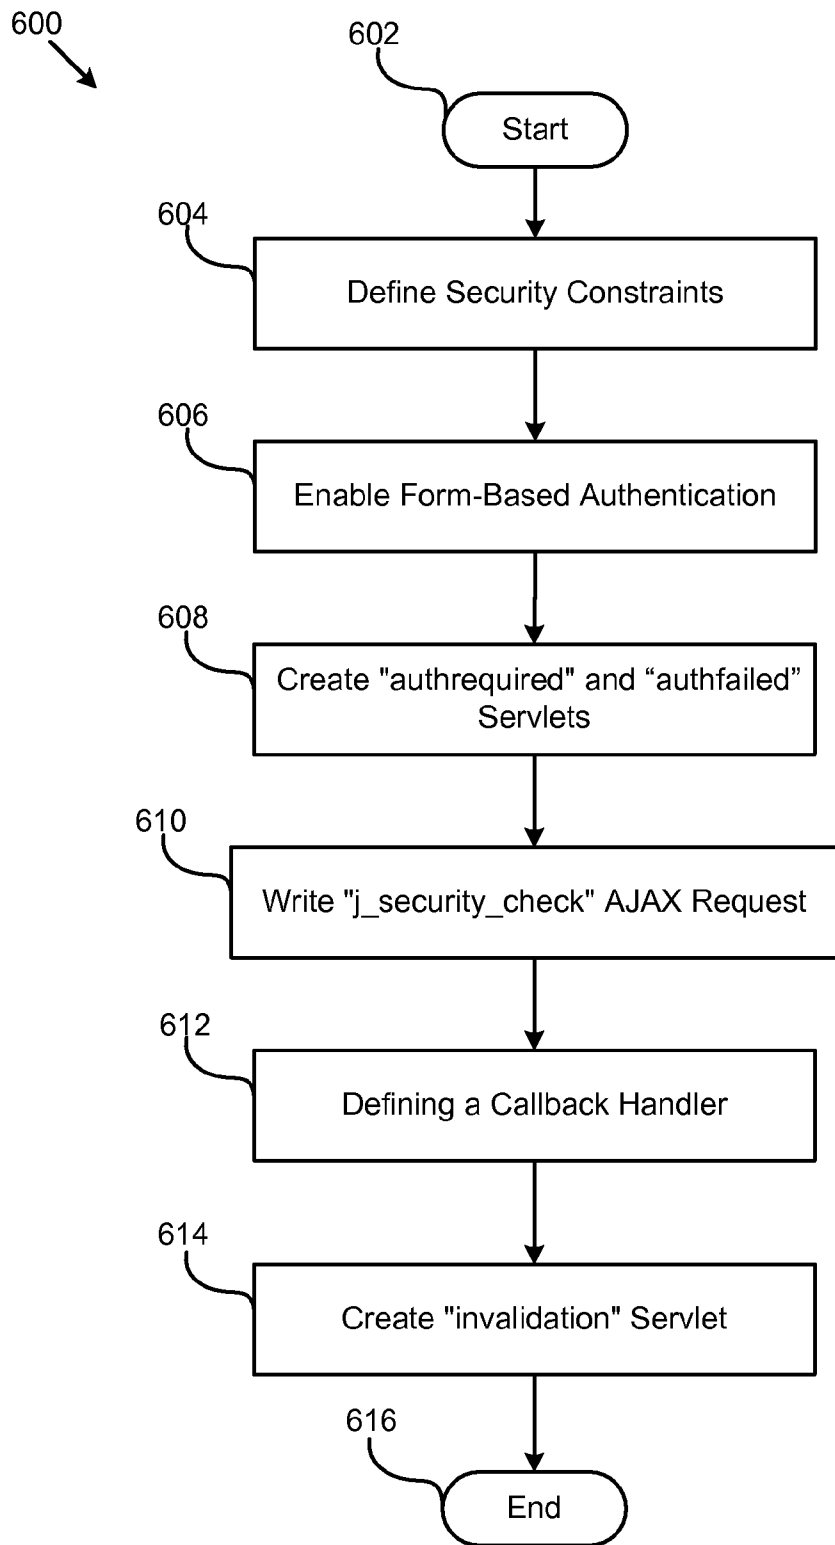 600
602
Start
604
Define Security Constraints
606
Enable Form-Based Authentication
608
Create "authrequired" and “authfailed”
Servlets
610
Write "j_security_check" AJAX Request
612
Defining a Callback Handler
614
Create "invalidation" Servlet
616
End